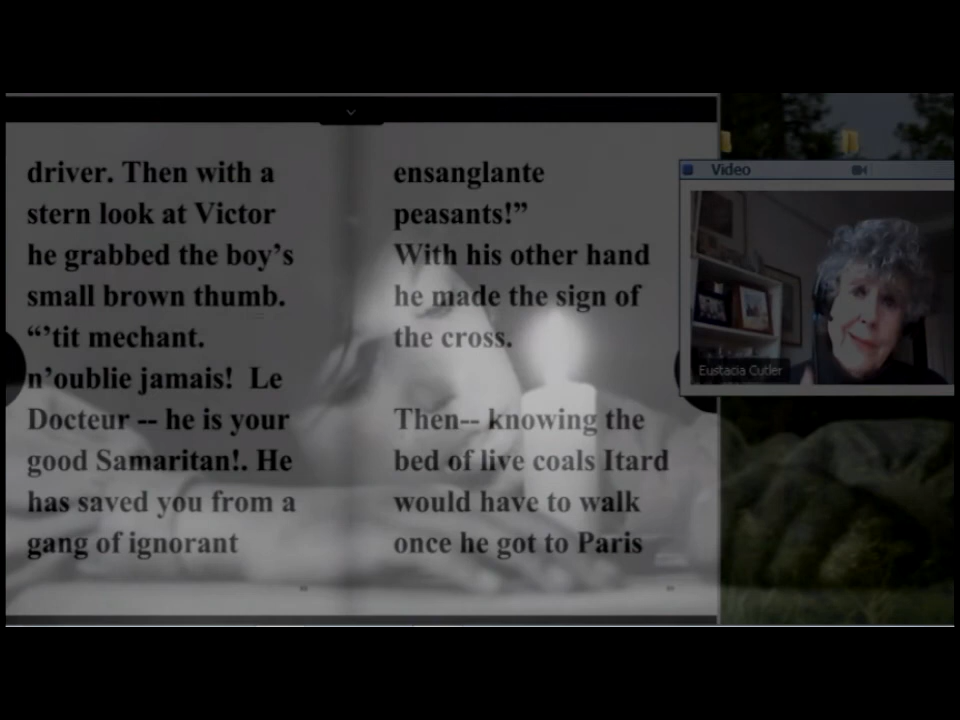 driver. Then with a
stern look at Victor
he grabbed the boy's
small brown thumb.
“’tit mechant.
n’oublie jamais!  Le
Docteur -- he is your
good Samaritan!. He
has saved you from a
gang of ignorant
ensanglante
peasants!”
With his other hand
he made the sign of
the cross.
Then-- knowing the
bed of live coals Itard
would have to walk
once he got to Paris
Video
Eustacia Cutler